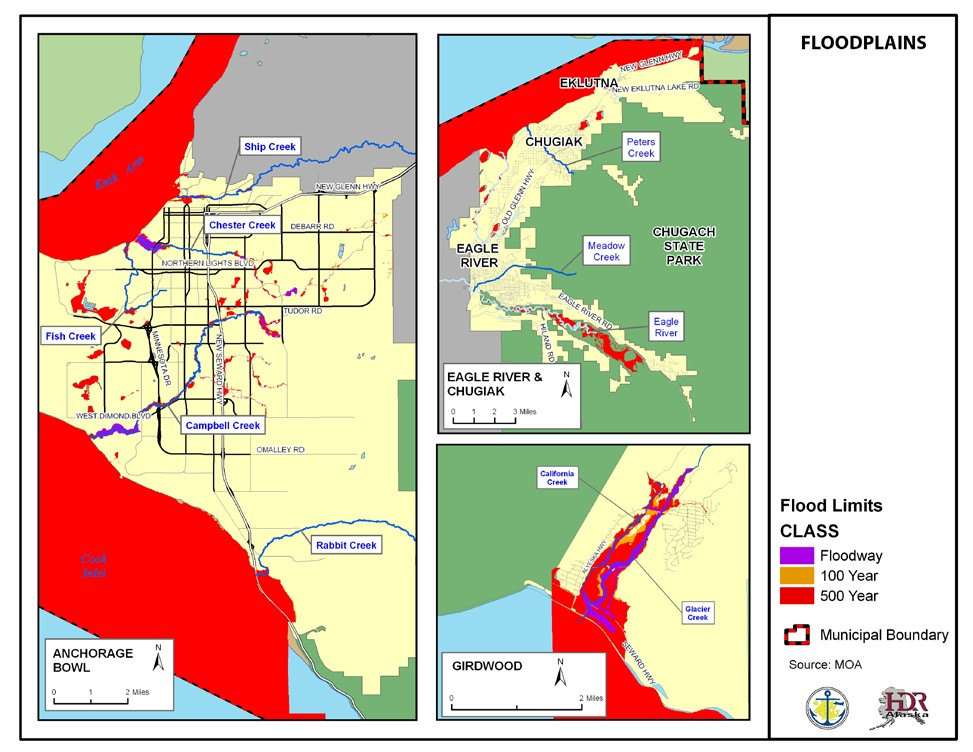 FLOODPLAINS
Knik Arm
Ship Creek
NEW GLENN HWY
Chester Creek
DEBARR RD
NORTHERN LIGHTS BLVD
TUDOR RD
Fish Creek
MINNESOTA DR
NEW SEWARD HWY
WEST DIMOND BLVD
Campbell Creek
OMALLEY RD
Rabbit Creek
Cook
Inlet
ANCHORAGE
BOWL
N
0 1 2 Miles
NEW GLENN HWY
EKLUTNA
NEW EKLUTNA LAKE RD
CHUGIAK
Peters
Creek
OLD GLENN HWY
CHUGACH
STATE
PARK
EAGLE
RIVER
Meadow
Creek
EAGLE RIVER RD
HILAND RD
Eagle
River
EAGLE RIVER &
CHUGIAK
N
0 1 2 3 Miles
California
Creek
ALYESKA HWY
Glacier
Creek
SEWARD HWY
GIRDWOOD
N
0 2 Miles
Flood Limits
CLASS
Floodway
100 Year
500 Year
Municipal Boundary
Source: MOA
HDR
Alaska